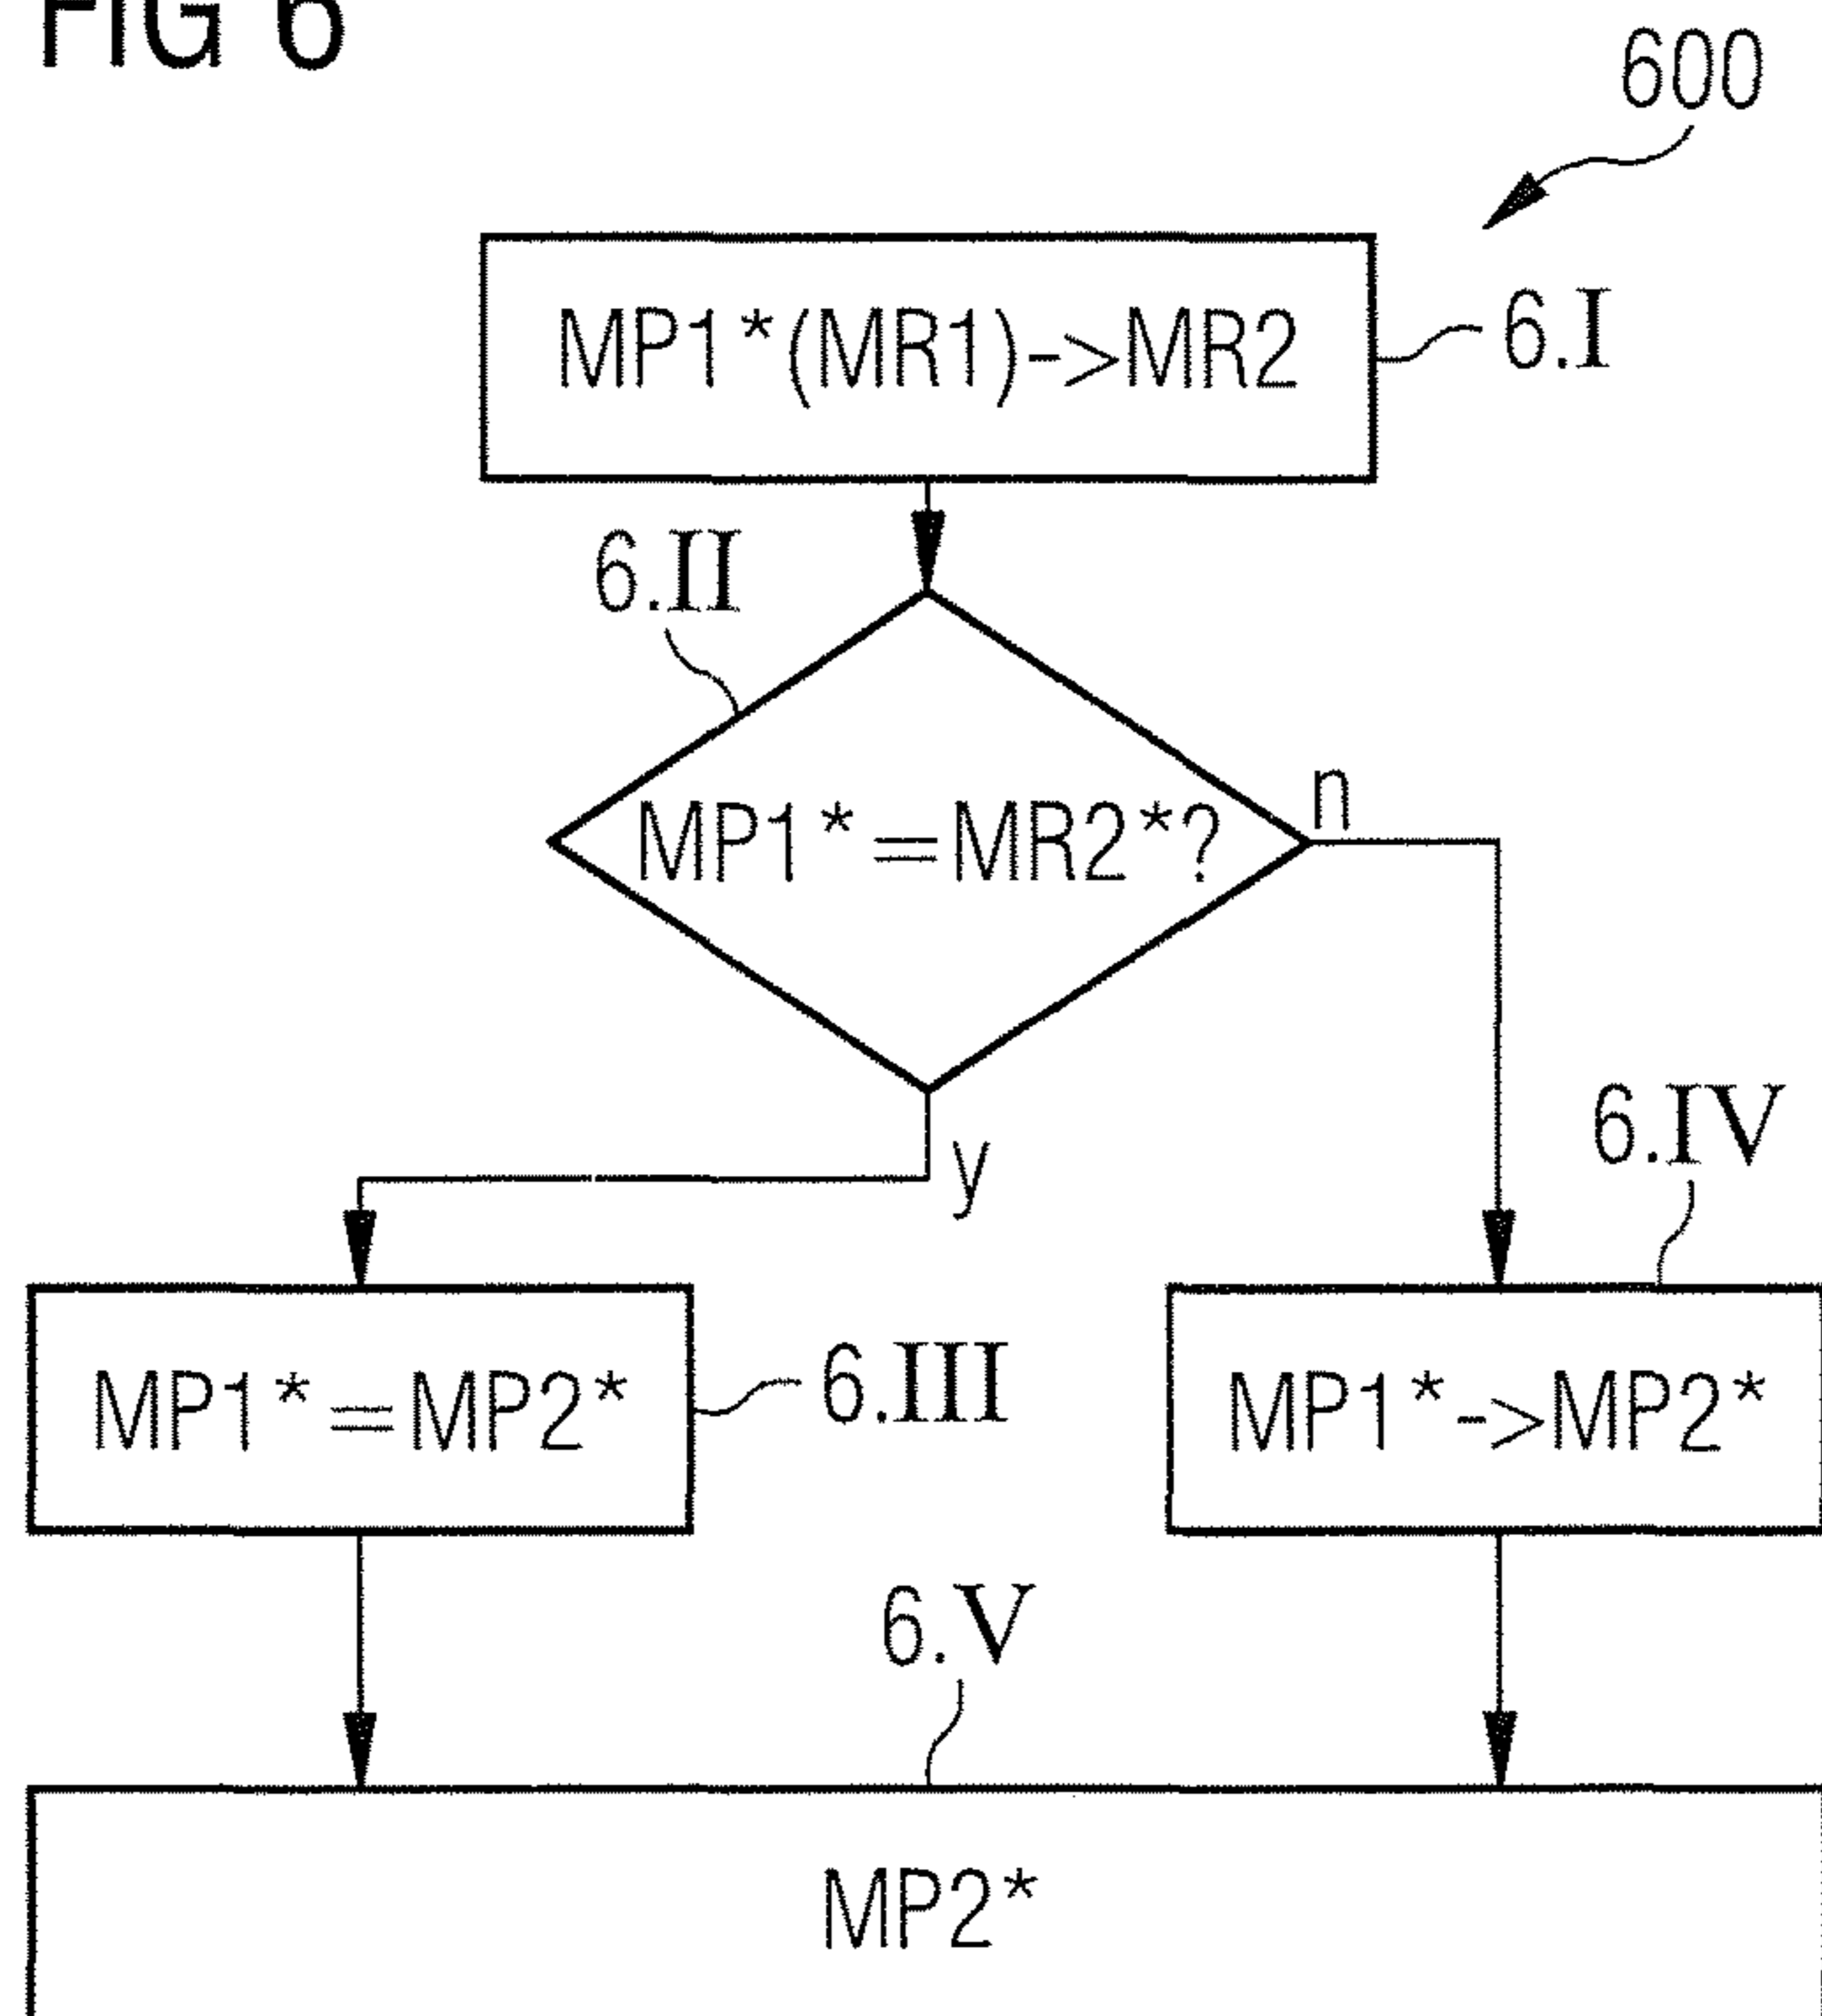 FIG 6
600
MP1*(MR1)->MR2
6.I
6.II
MP1*=MR2*?
n
y
6.IV
MP1*=MP2*
6.III
MP1*->MP2*
6.V
MP2*